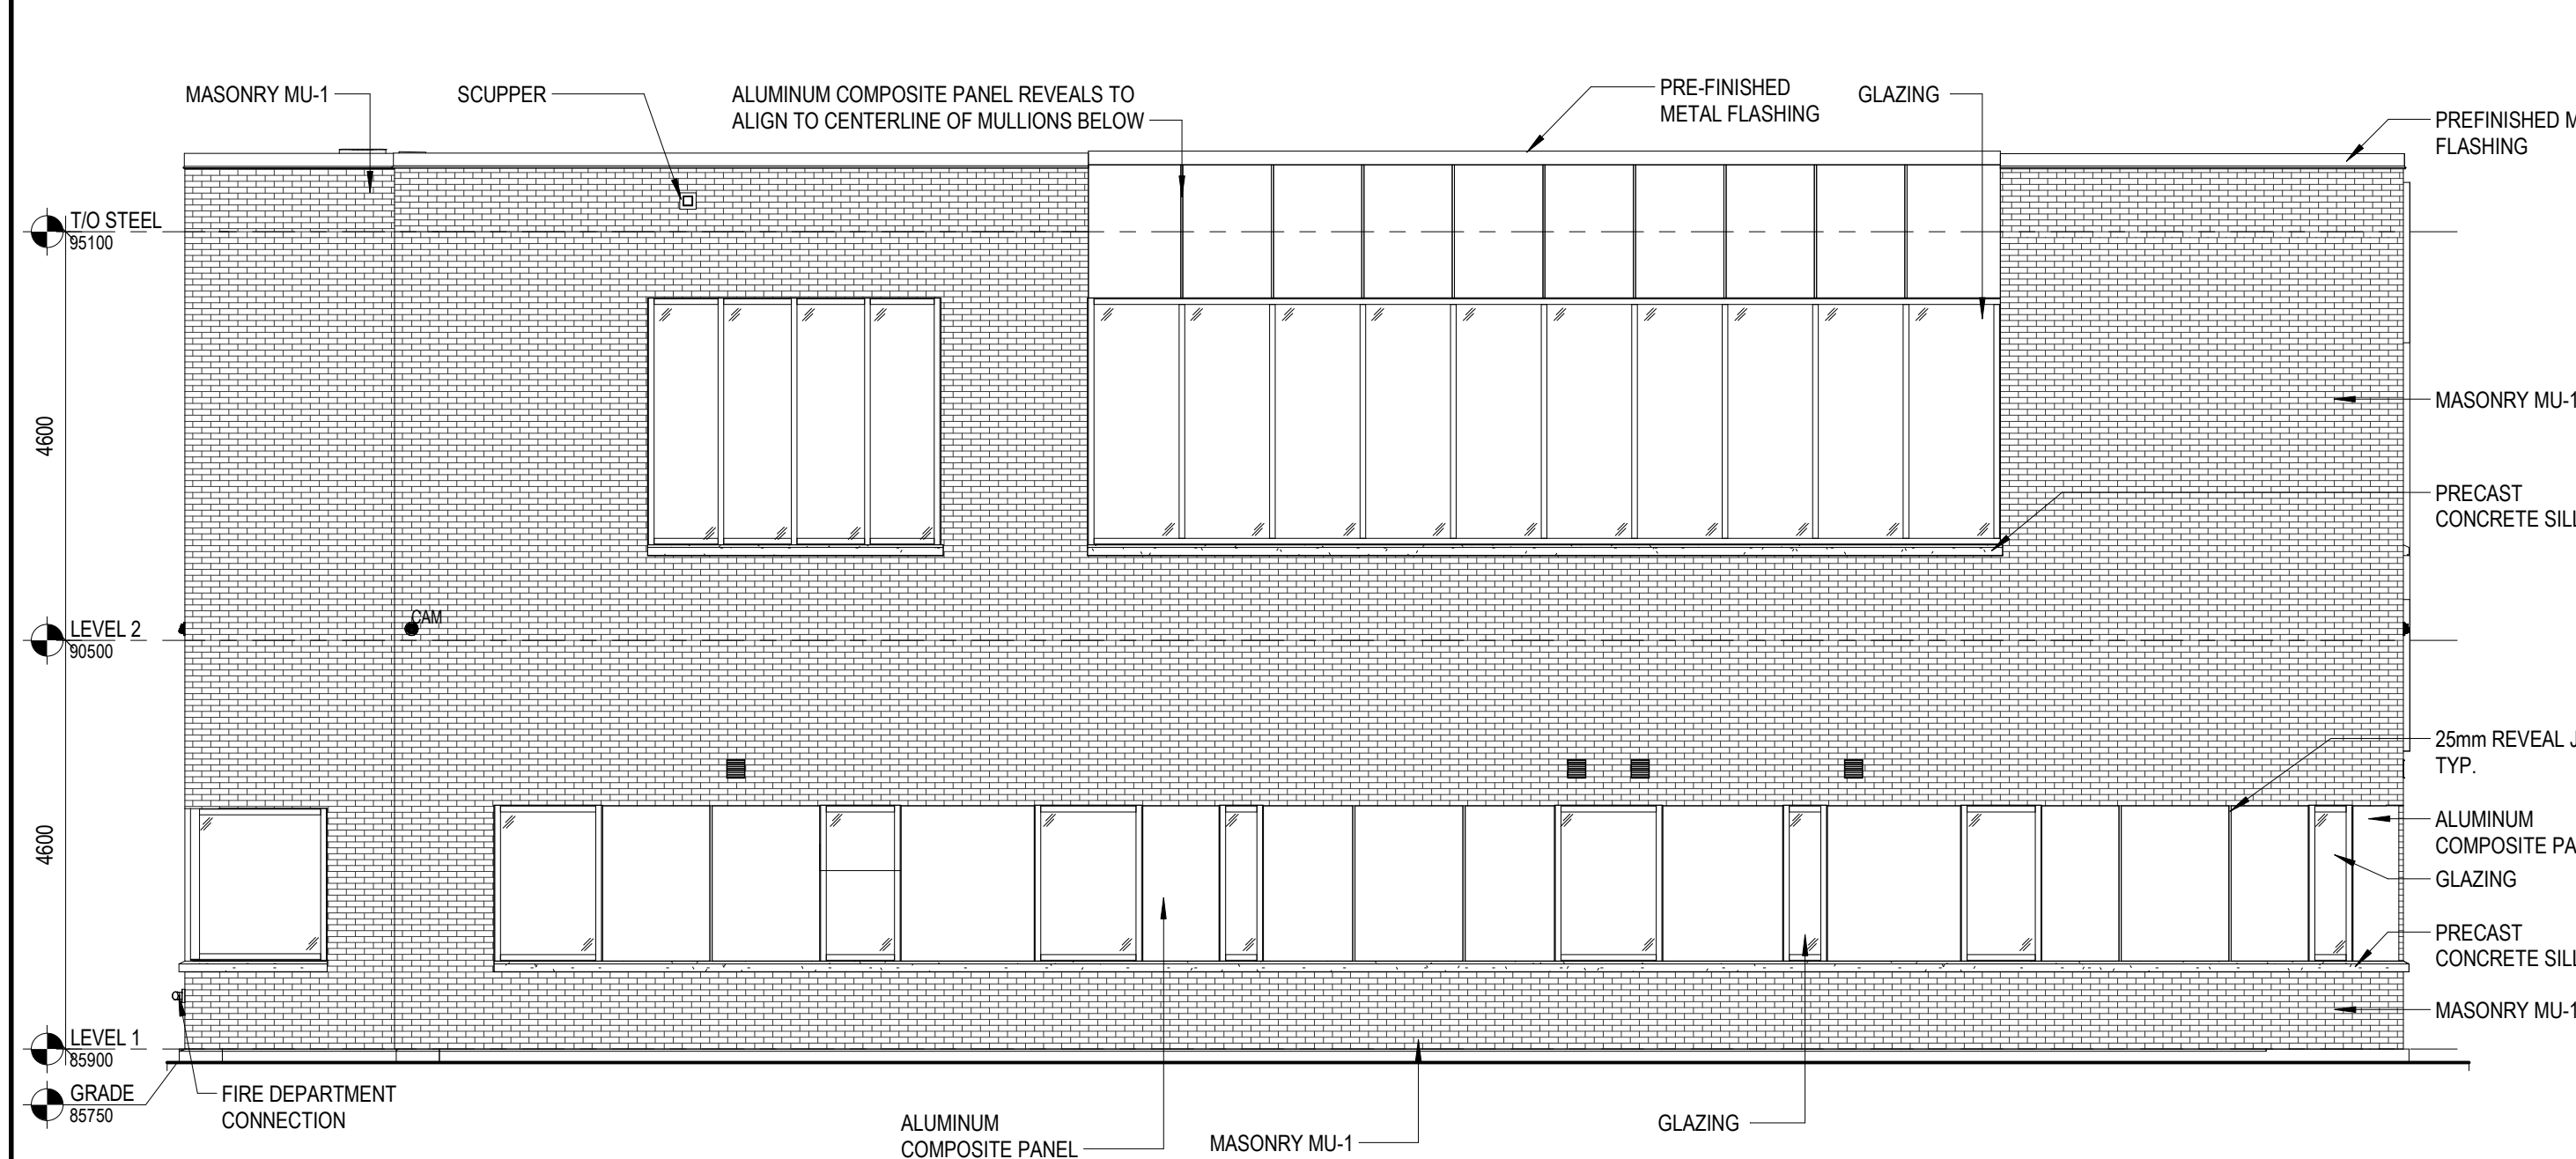 MASONRY MU-1
SCUPPER
ALUMINUM COMPOSITE PANEL REVEALS TO
ALIGN TO CENTERLINE OF MULLIONS BELOW
PRE-FINISHED
METAL FLASHING
GLAZING
PREFINISHED M
FLASHING
T/O STEEL
95100
4600
MASONRY MU-1
PRECAST
CONCRETE SILL
CAM
LEVEL 2
90500
25mm REVEAL J
TYP.
4600
ALUMINUM
COMPOSITE PA
GLAZING
PRECAST
CONCRETE SILL
MASONRY MU-1
LEVEL 1
85900
GRADE
85750
FIRE DEPARTMENT
CONNECTION
ALUMINUM
COMPOSITE PANEL
MASONRY MU-1
GLAZING